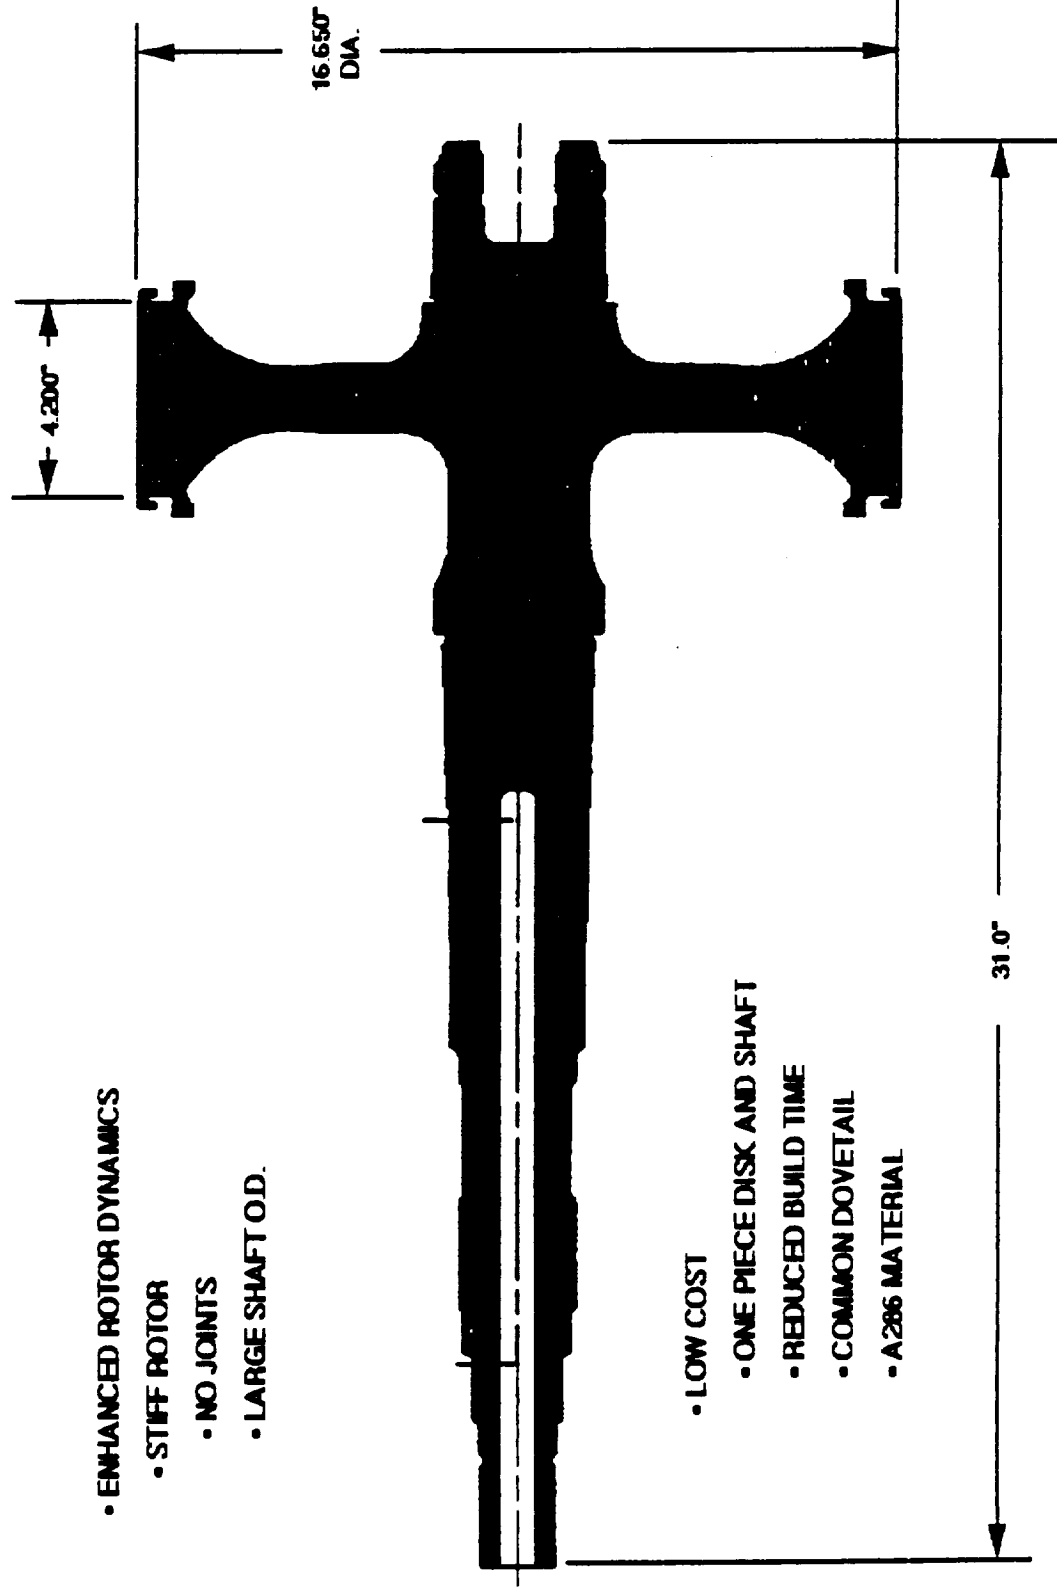 • ENHANCED ROTOR DYNAMICS
• STIFF ROTOR
• NO JOINTS
• LARGE SHAFT O.D.
• LOW COST
• ONE PIECE DISK AND SHAFT
• REDUCED BUILD TIME
• COMMON DOVETAIL
• A286 MATERIAL
4.200"
16.650"
DIA.
31.0"